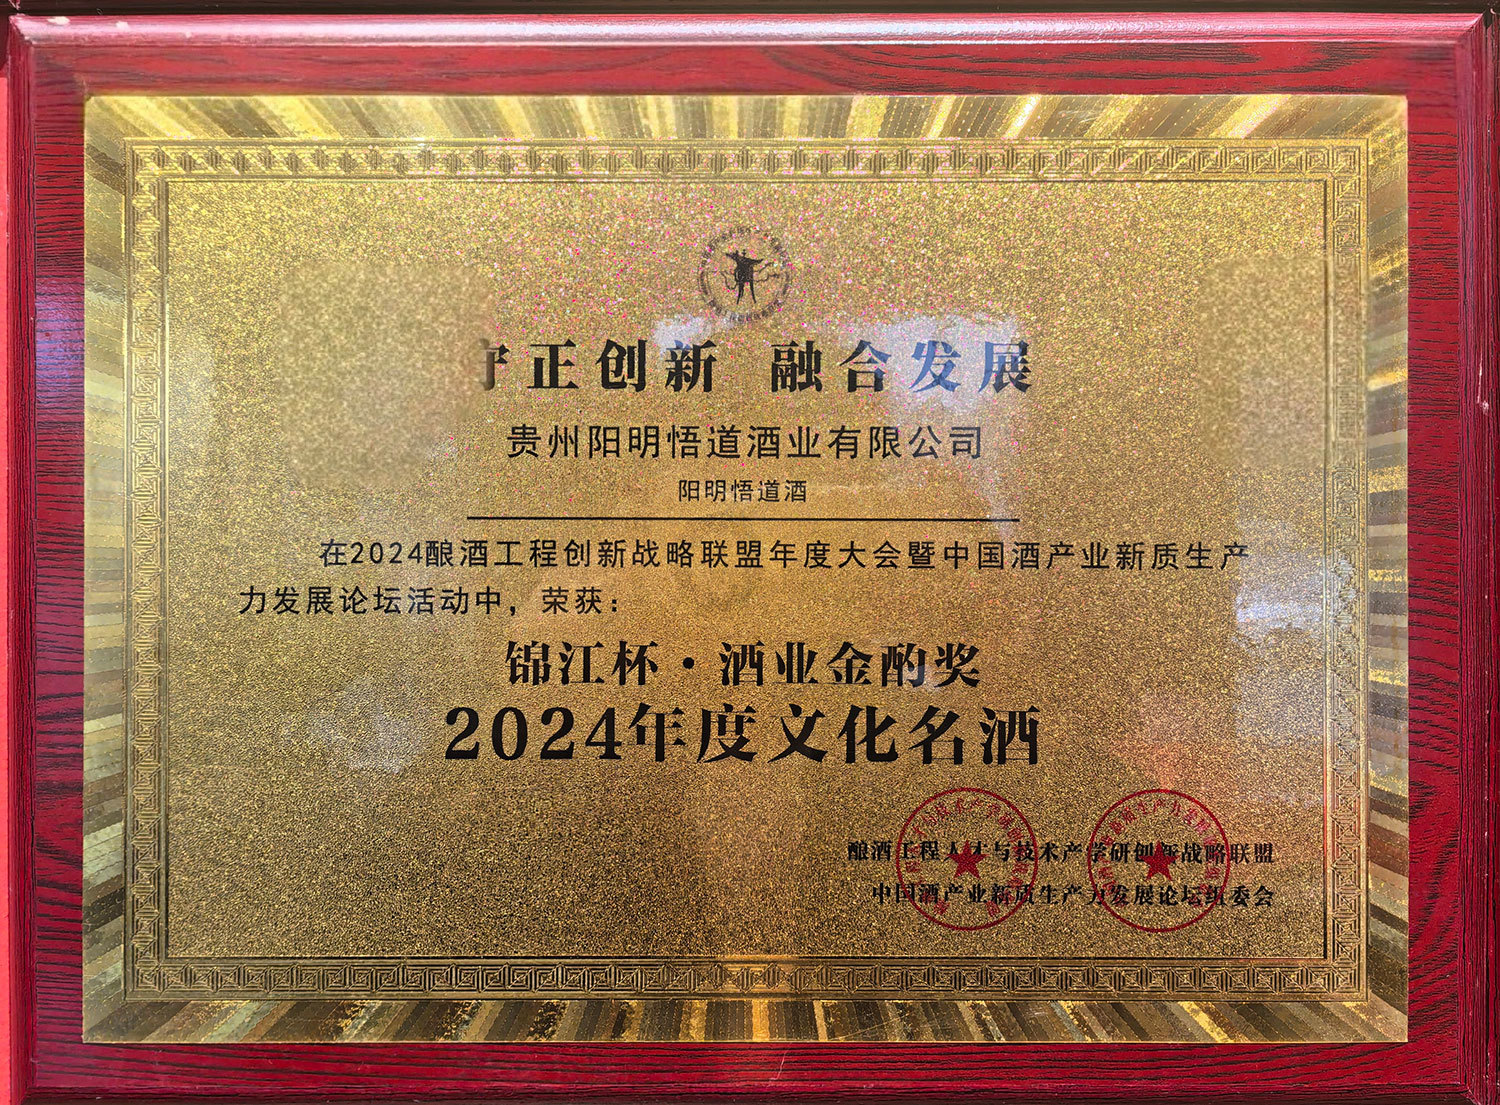 守正创新 融合发展
贵州阳明悟道酒业有限公司
阳明悟道酒
在2024酿酒工程创新战略联盟年度大会暨中国酒产业新质生产
力发展论坛活动中，荣获：
锦江杯·酒业金酌奖
2024年度文化名酒
酿酒工程人才与技术产学研创新战略联盟
中国酒产业新质生产力发展论坛组委会